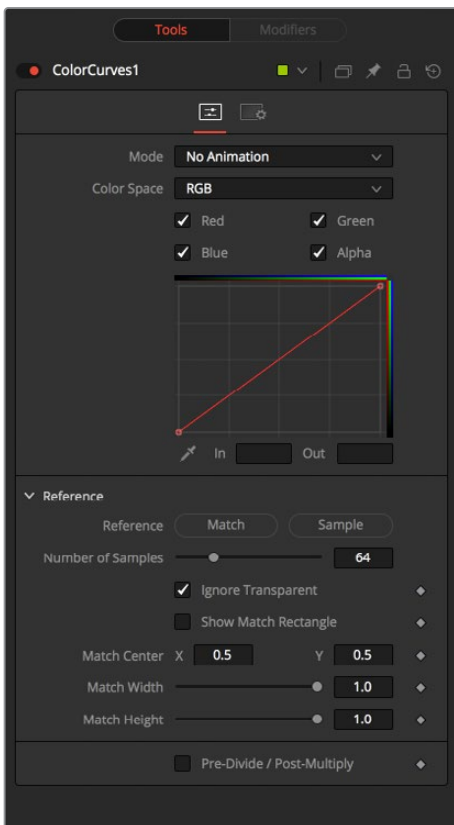 Tools Modifiers
ColorCurves1
Mode No Animation
Color Space RGB
Red Green
Blue Alpha
In Out
Reference
Reference Match Sample
Number of Samples 64
Ignore Transparent
Show Match Rectangle
Match Center X 0.5 Y 0.5
Match Width 1.0
Match Height 1.0
Pre-Divide / Post-Multiply